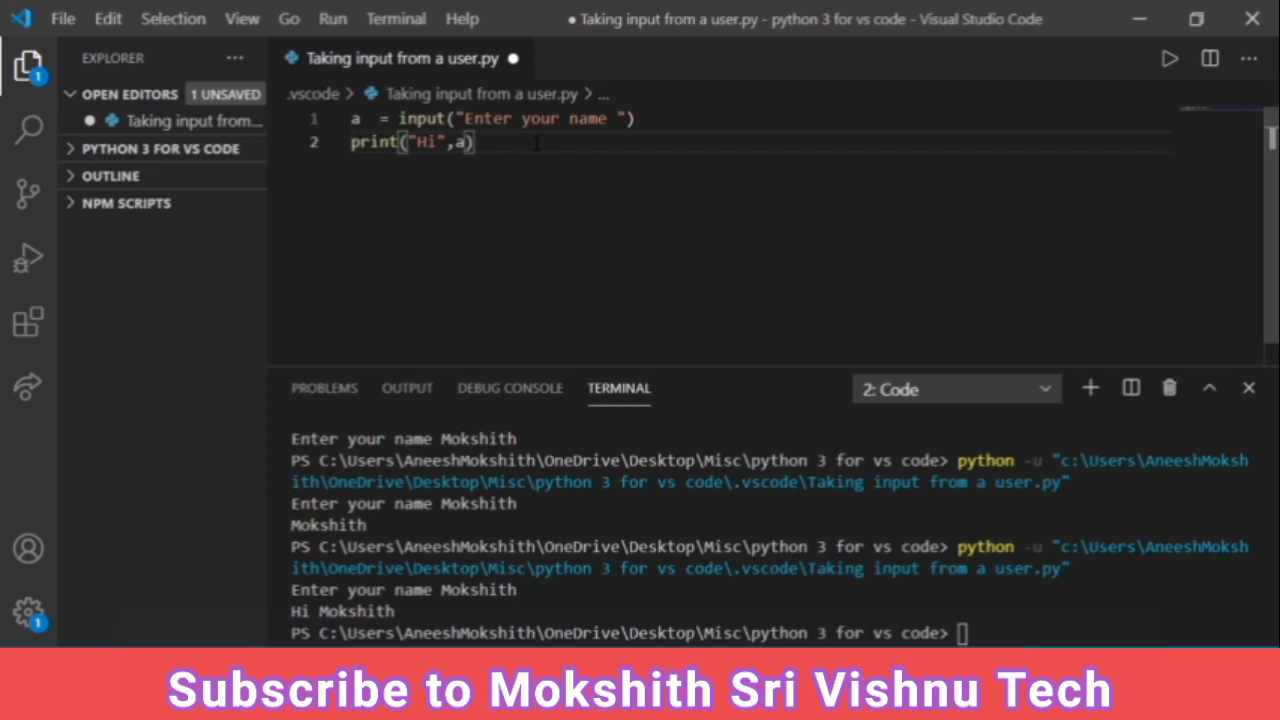 File Edit Selection View Go Run Terminal Help ● Taking input from a user.py - python 3 for vs code - Visual Studio Code
EXPLORER ···
Taking input from a user.py ●
OPEN EDITORS 1 UNSAVED
● Taking input from...
PYTHON 3 FOR VS CODE
OUTLINE
NPM SCRIPTS
1
1
.vscode > Taking input from a user.py > ...
1 a  = input("Enter your name ")
2 print("Hi",a)
PROBLEMS OUTPUT DEBUG CONSOLE TERMINAL 2: Code
Enter your name Mokshith
PS C:\Users\AneeshMokshith\OneDrive\Desktop\Misc\python 3 for vs code> python -u "c:\Users\AneeshMoksh
ith\OneDrive\Desktop\Misc\python 3 for vs code\.vscode\Taking input from a user.py"
Enter your name Mokshith
Mokshith
PS C:\Users\AneeshMokshith\OneDrive\Desktop\Misc\python 3 for vs code> python -u "c:\Users\AneeshMoksh
ith\OneDrive\Desktop\Misc\python 3 for vs code\.vscode\Taking input from a user.py"
Enter your name Mokshith
Hi Mokshith
PS C:\Users\AneeshMokshith\OneDrive\Desktop\Misc\python 3 for vs code>
Subscribe to Mokshith Sri Vishnu Tech